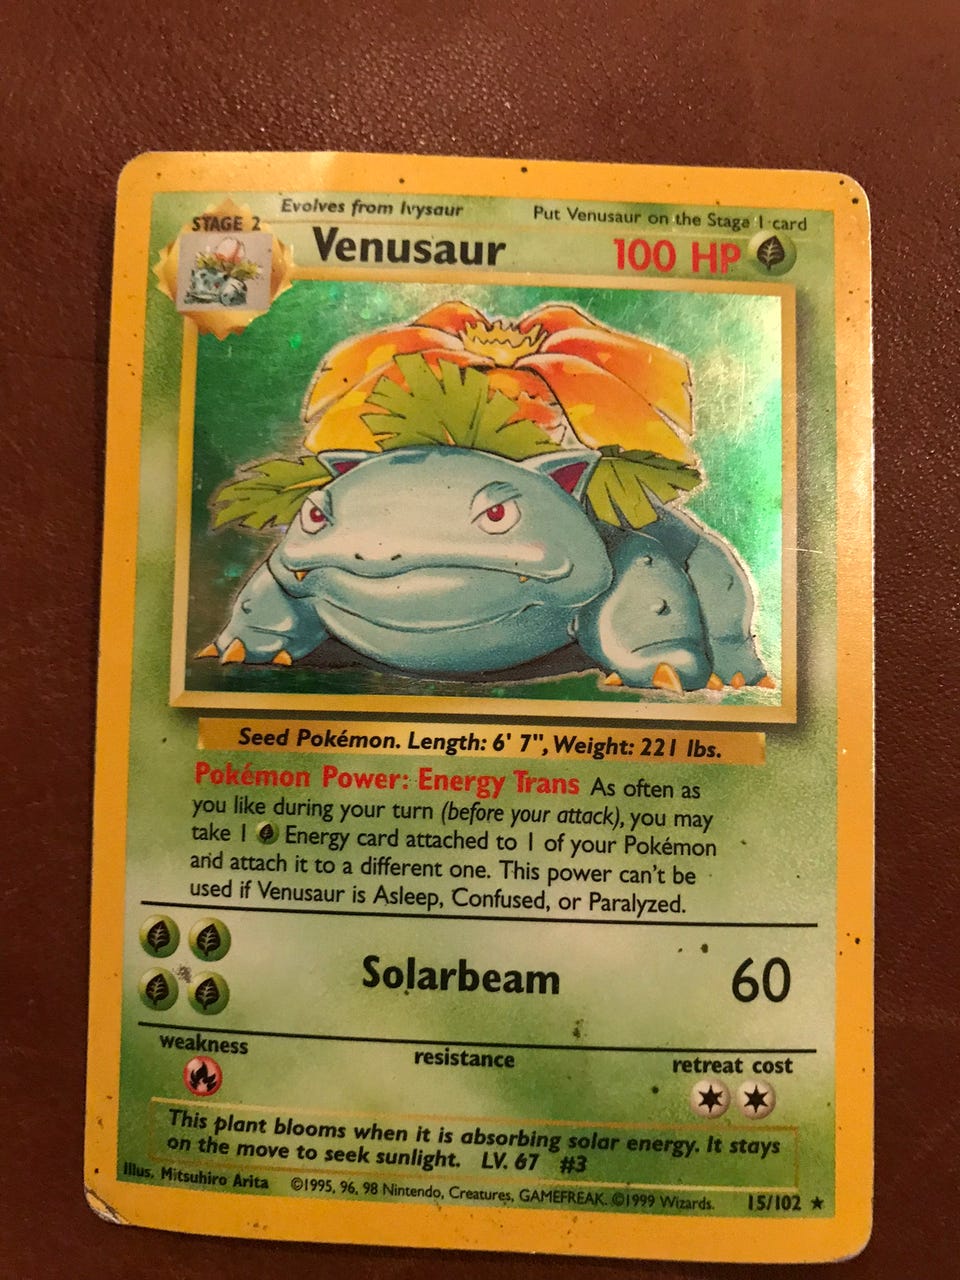 Evolves from Ivysaur
Put Venusaur on the Stage 1 card
STAGE 2
Venusaur
100 HP
Seed Pokémon. Length: 6' 7", Weight: 221 lbs.
Pokémon Power: Energy Trans As often as
you like during your turn (before your attack), you may
take 1 Energy card attached to 1 of your Pokémon
and attach it to a different one. This power can't be
used if Venusaur is Asleep, Confused, or Paralyzed.
Solarbeam
60
weakness
resistance
retreat cost
This plant blooms when it is absorbing solar energy. It stays
on the move to seek sunlight. LV. 67 #3
Illus. Mitsuhiro Arita ©1995, 96, 98 Nintendo, Creatures, GAMEFREAK. ©1999 Wizards. 15/102 ★